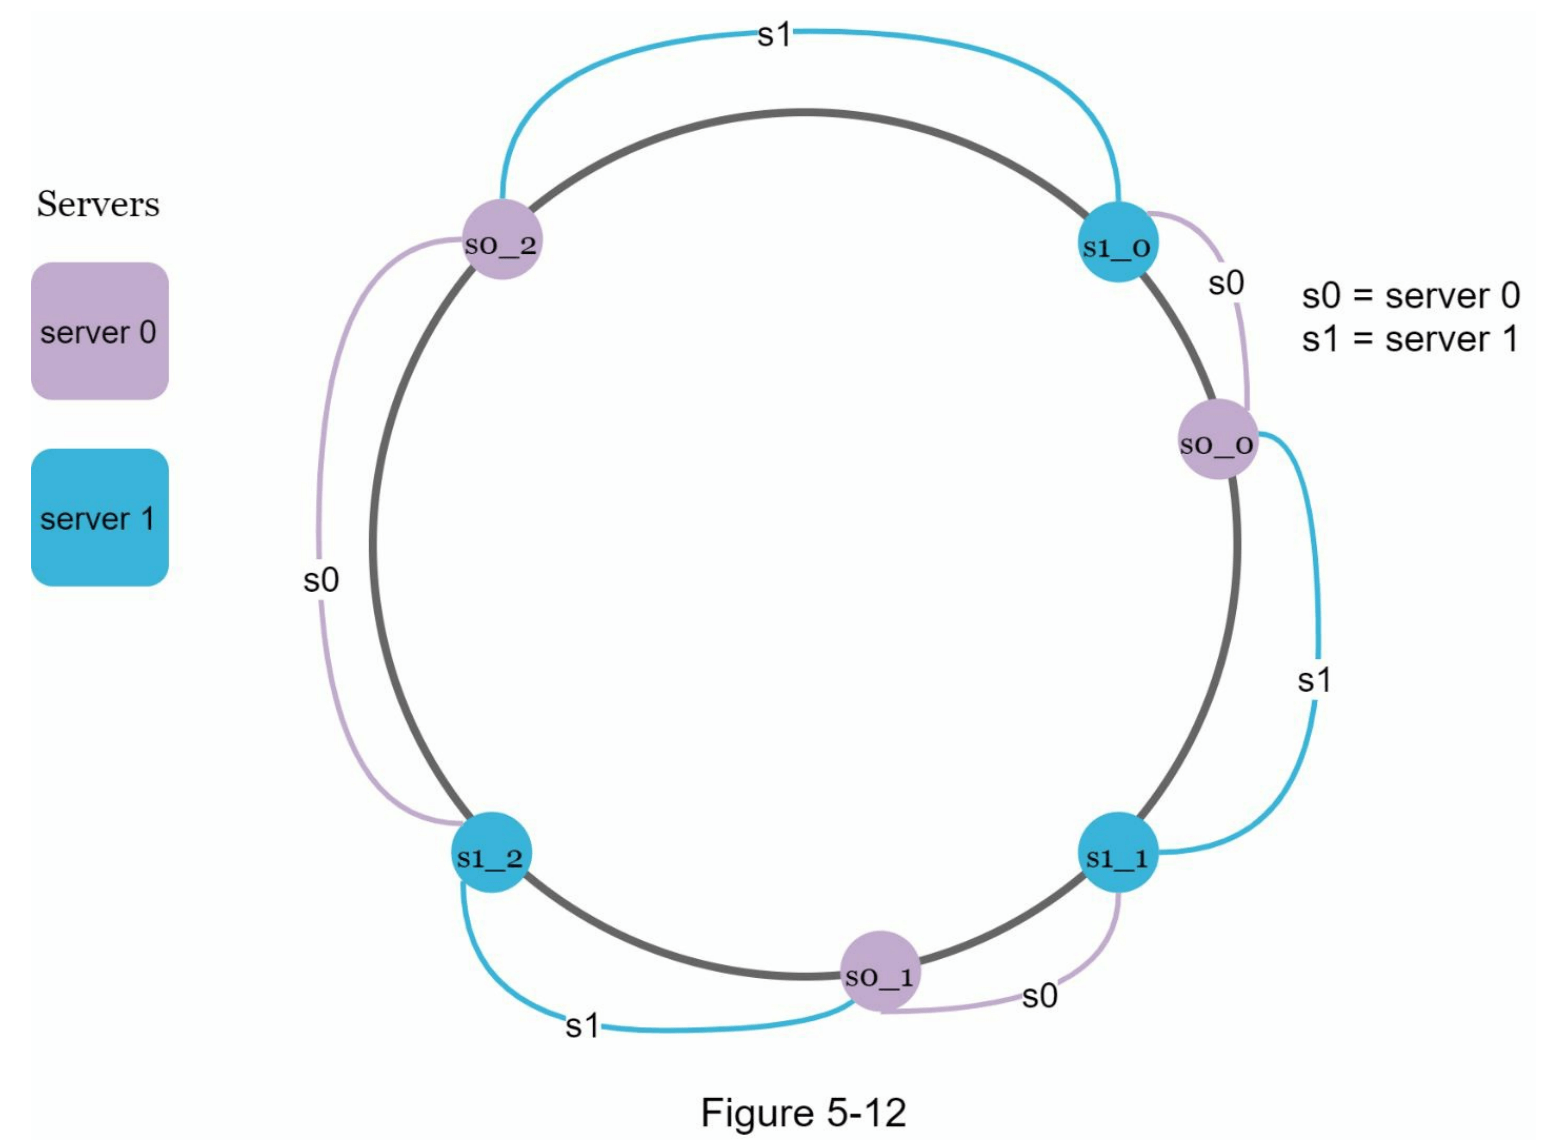 s1
Servers
server 0
server 1
s0_2
s1_0
s0
s0 = server 0
s1 = server 1
s0_0
s0
s1
s1_2
s1_1
s0_1
s0
s1
Figure 5-12